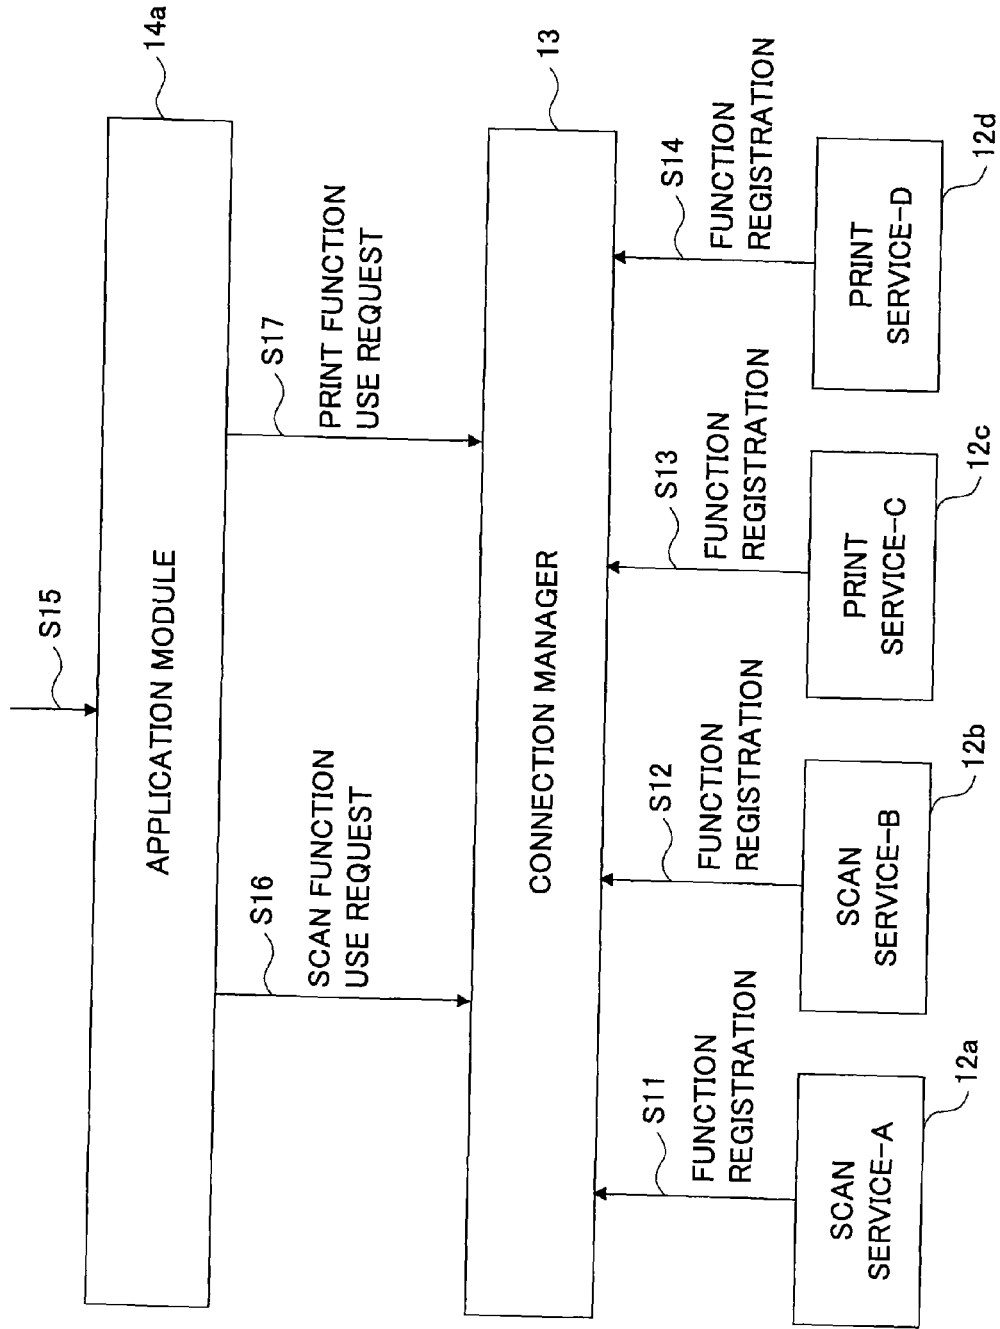 14a
S15
APPLICATION MODULE
S16
SCAN FUNCTION
USE REQUEST
S17
PRINT FUNCTION
USE REQUEST
13
CONNECTION MANAGER
S11
FUNCTION
REGISTRATION
S12
FUNCTION
REGISTRATION
S13
FUNCTION
REGISTRATION
S14
FUNCTION
REGISTRATION
SCAN
SERVICE-A
12a
SCAN
SERVICE-B
12b
PRINT
SERVICE-C
12c
PRINT
SERVICE-D
12d